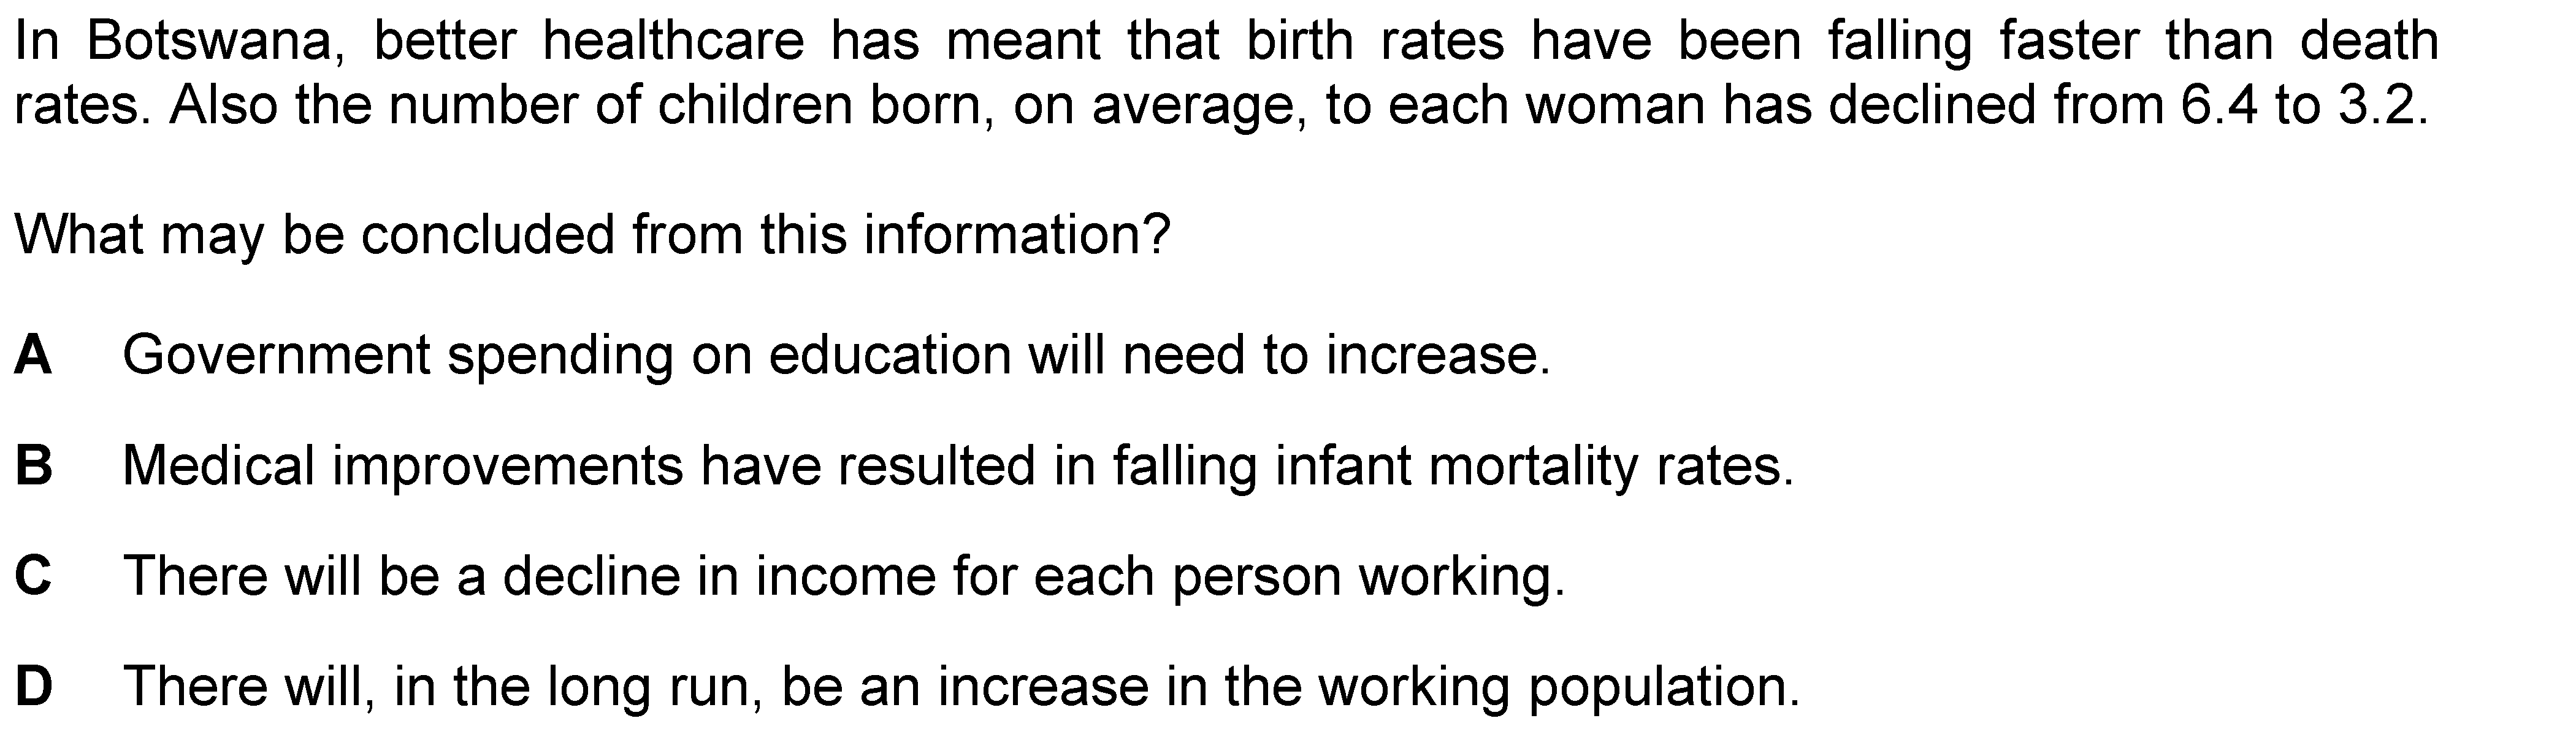 In Botswana, better healthcare has meant that birth rates have been falling faster than death
rates. Also the number of children born, on average, to each woman has declined from 6.4 to 3.2.
What may be concluded from this information?
A Government spending on education will need to increase.
B Medical improvements have resulted in falling infant mortality rates.
C There will be a decline in income for each person working.
D There will, in the long run, be an increase in the working population.